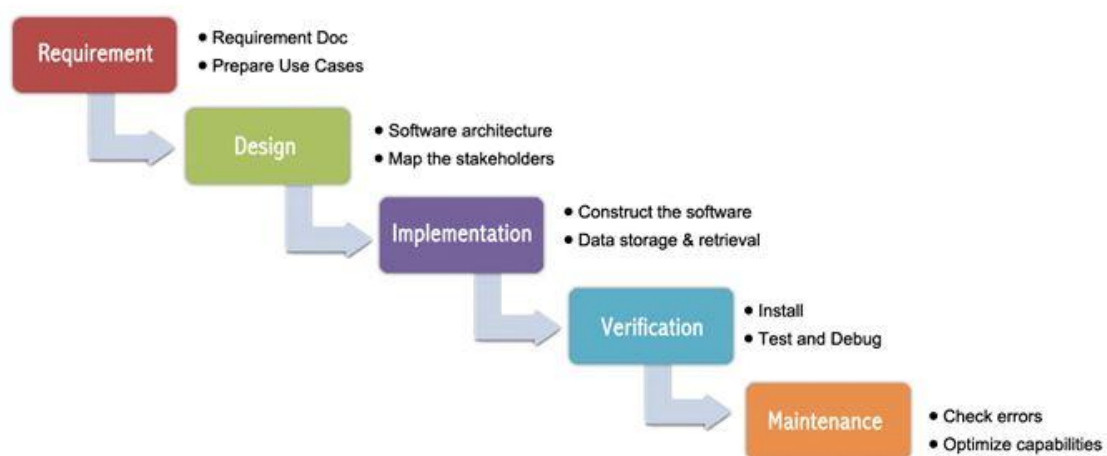 Requirement
• Requirement Doc
• Prepare Use Cases
Design
• Software architecture
• Map the stakeholders
Implementation
• Construct the software
• Data storage & retrieval
Verification
• Install
• Test and Debug
Maintenance
• Check errors
• Optimize capabilities